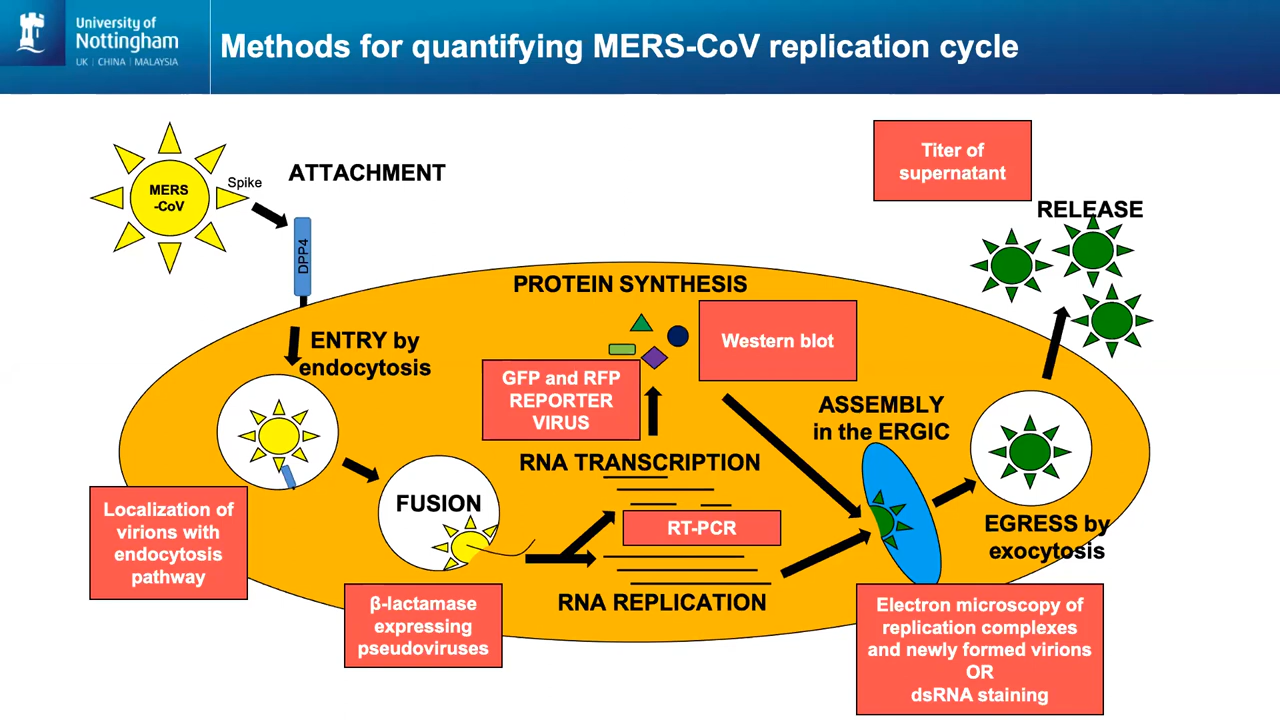 University of
Nottingham
UK | CHINA | MALAYSIA
Methods for quantifying MERS-CoV replication cycle
MERS
-CoV
Spike
ATTACHMENT
DPP4
Titer of
supernatant
RELEASE
PROTEIN SYNTHESIS
ENTRY by
endocytosis
Western blot
GFP and RFP
REPORTER
VIRUS
ASSEMBLY
in the ERGIC
RNA TRANSCRIPTION
FUSION
Localization of
virions with
endocytosis
pathway
RT-PCR
EGRESS by
exocytosis
RNA REPLICATION
β-lactamase
expressing
pseudoviruses
Electron microscopy of
replication complexes
and newly formed virions
OR
dsRNA staining